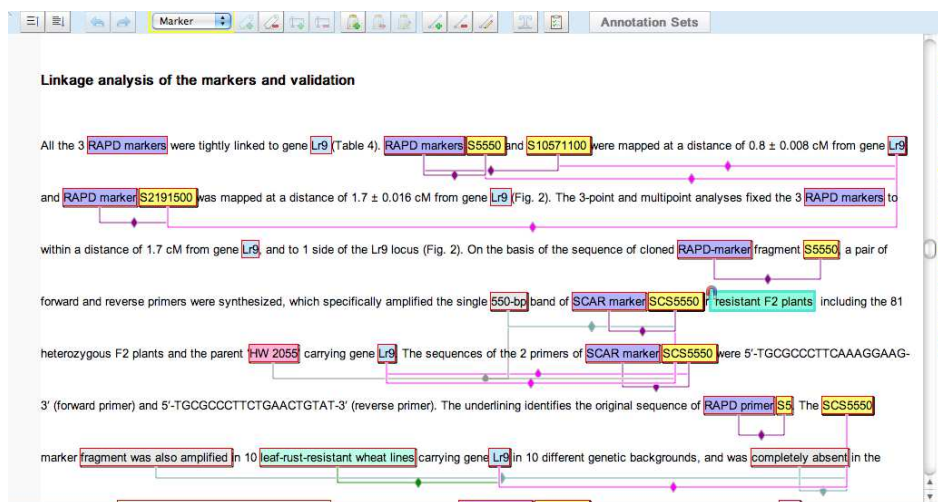 Marker
Annotation Sets
Linkage analysis of the markers and validation
All the 3 RAPD markers were tightly linked to gene Lr9 (Table 4). RAPD markers S5550 and S10571100 were mapped at a distance of 0.8 ± 0.008 cM from gene Lr9
and RAPD marker S2191500 was mapped at a distance of 1.7 ± 0.016 cM from gene Lr9 (Fig. 2). The 3-point and multipoint analyses fixed the 3 RAPD markers to
within a distance of 1.7 cM from gene Lr9, and to 1 side of the Lr9 locus (Fig. 2). On the basis of the sequence of cloned RAPD-marker fragment S5550, a pair of
forward and reverse primers were synthesized, which specifically amplified the single 550-bp band of SCAR marker SCS5550 resistant F2 plants including the 81
heterozygous F2 plants and the parent 'HW 2055' carrying gene Lr9. The sequences of the 2 primers of SCAR marker SCS5550 were 5′-TGCGCCCTTCAAAGGAAG-
3′ (forward primer) and 5′-TGCGCCCTTCTGAACTGTAT-3′ (reverse primer). The underlining identifies the original sequence of RAPD primer S5. The SCS5550
marker fragment was also amplified in 10 leaf-rust-resistant wheat lines carrying gene Lr9 in 10 different genetic backgrounds, and was completely absent in the